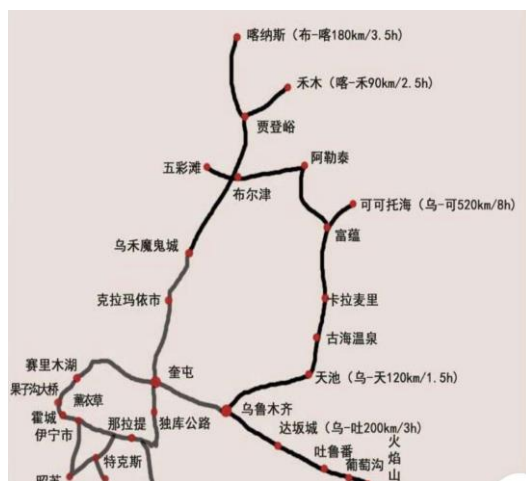 喀纳斯（布-喀180km/3.5h）
禾木（喀-禾90km/2.5h）
贾登峪
五彩滩
阿勒泰
布尔津
可可托海（乌-可520km/8h）
富蕴
乌禾魔鬼城
克拉玛依市
卡拉麦里
古海温泉
赛里木湖
奎屯
天池（乌-天120km/1.5h）
果子沟大桥
薰衣草
霍城
乌鲁木齐
伊宁市
那拉提
独库公路
达坂城（乌-吐200km/3h）
火焰山
吐鲁番
特克斯
葡萄沟
昭苏